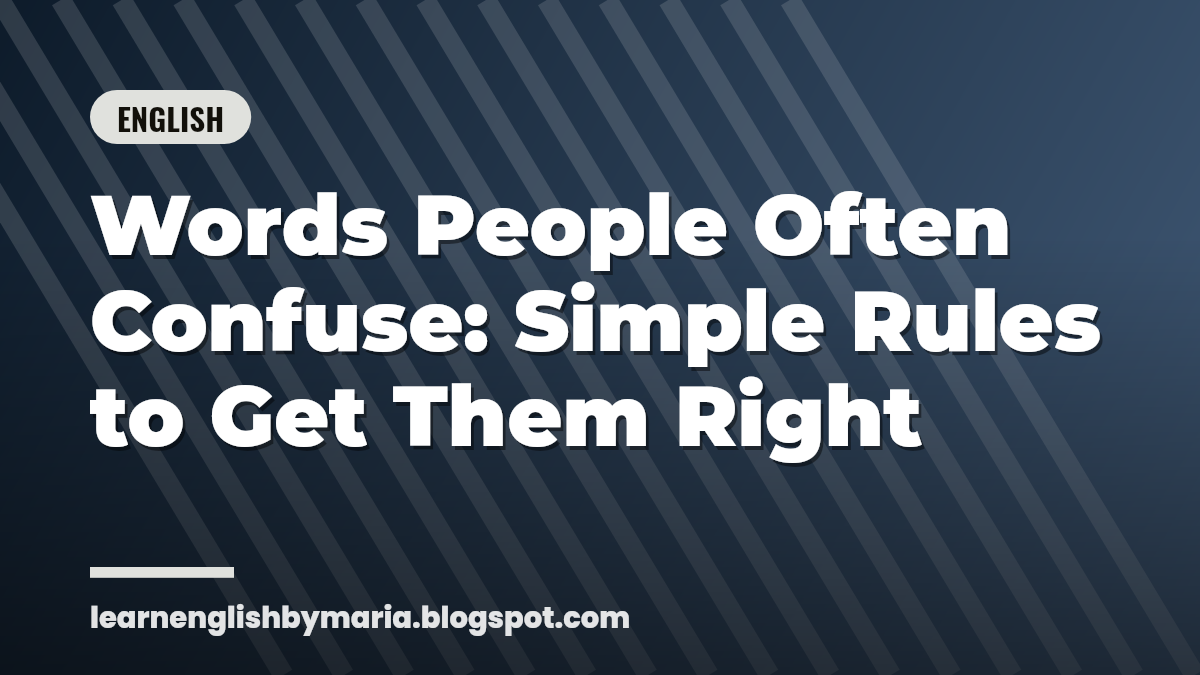 ENGLISH
Words People Often
Confuse: Simple Rules
to Get Them Right
learnenglishbymaria.blogspot.com